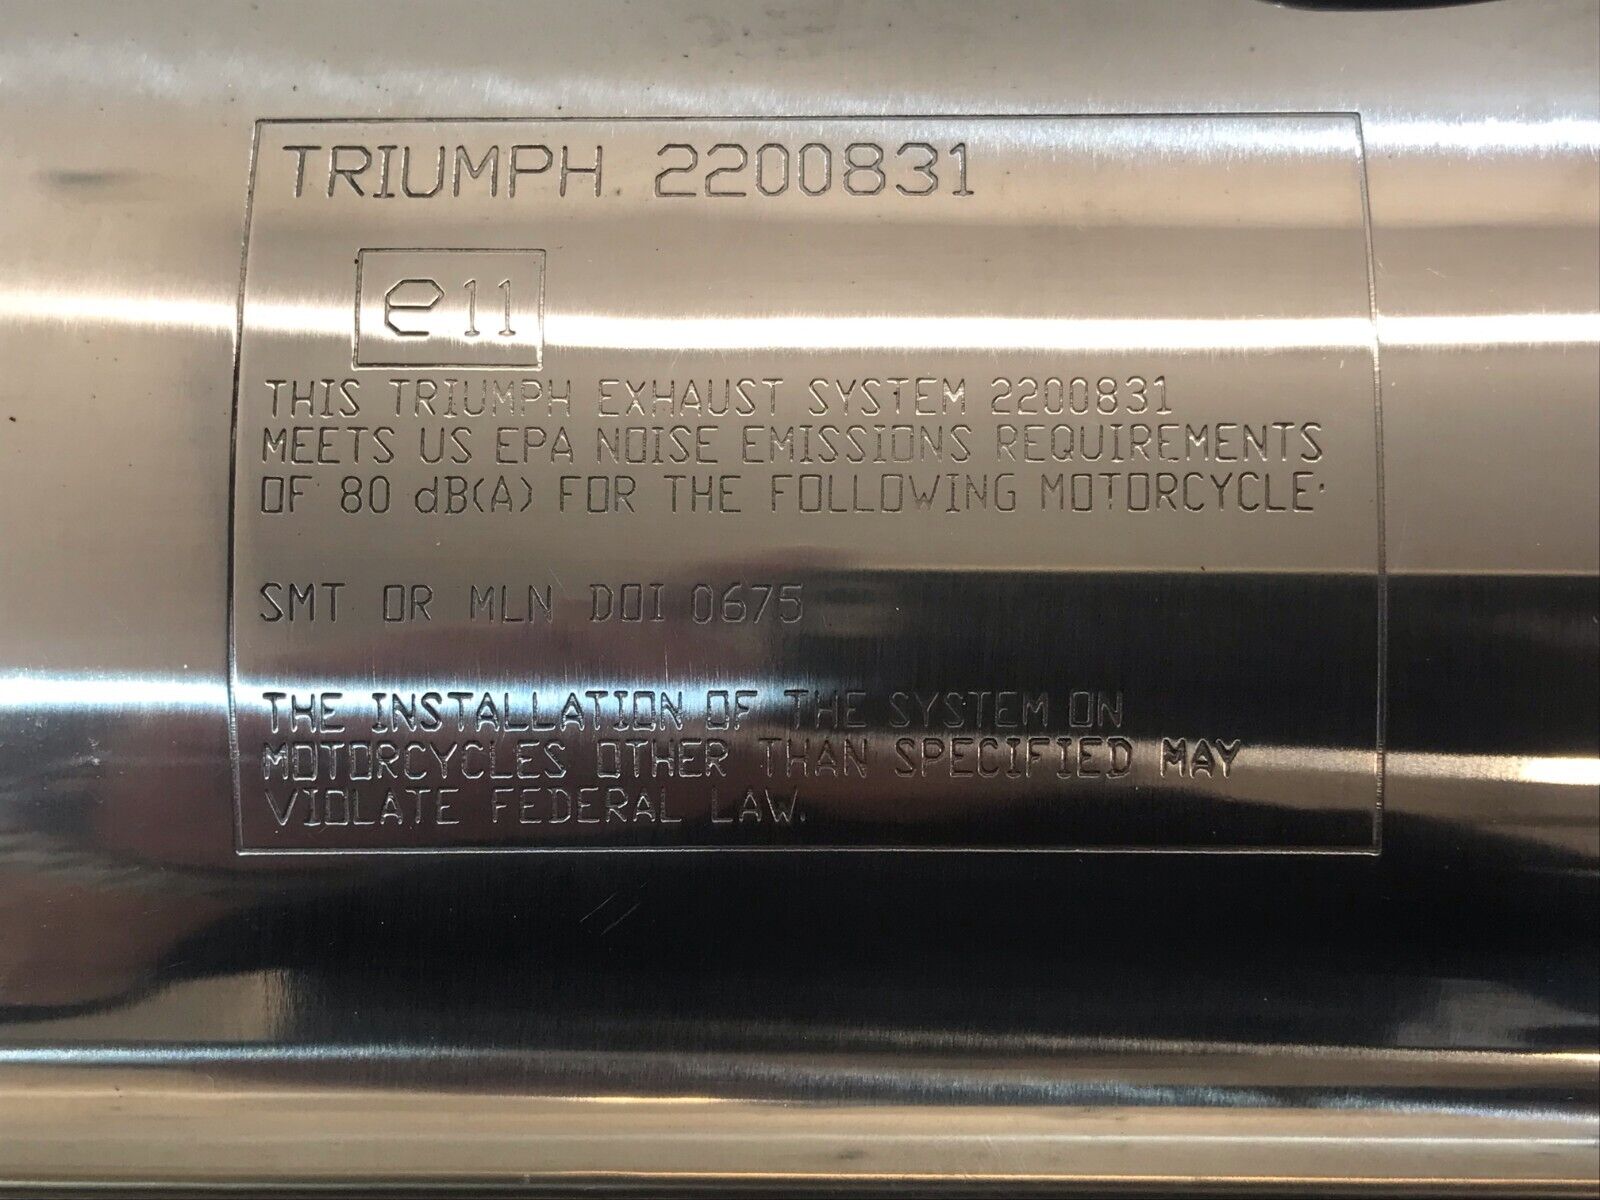 TRIUMPH 2200831
e11
THIS TRIUMPH EXHAUST SYSTEM 2200831
MEETS US EPA NOISE EMISSIONS REQUIREMENTS
OF 80 dB(A) FOR THE FOLLOWING MOTORCYCLE:
SMT OR MLN DOI 0675
THE INSTALLATION OF THE SYSTEM ON
MOTORCYCLES OTHER THAN SPECIFIED MAY
VIOLATE FEDERAL LAW.